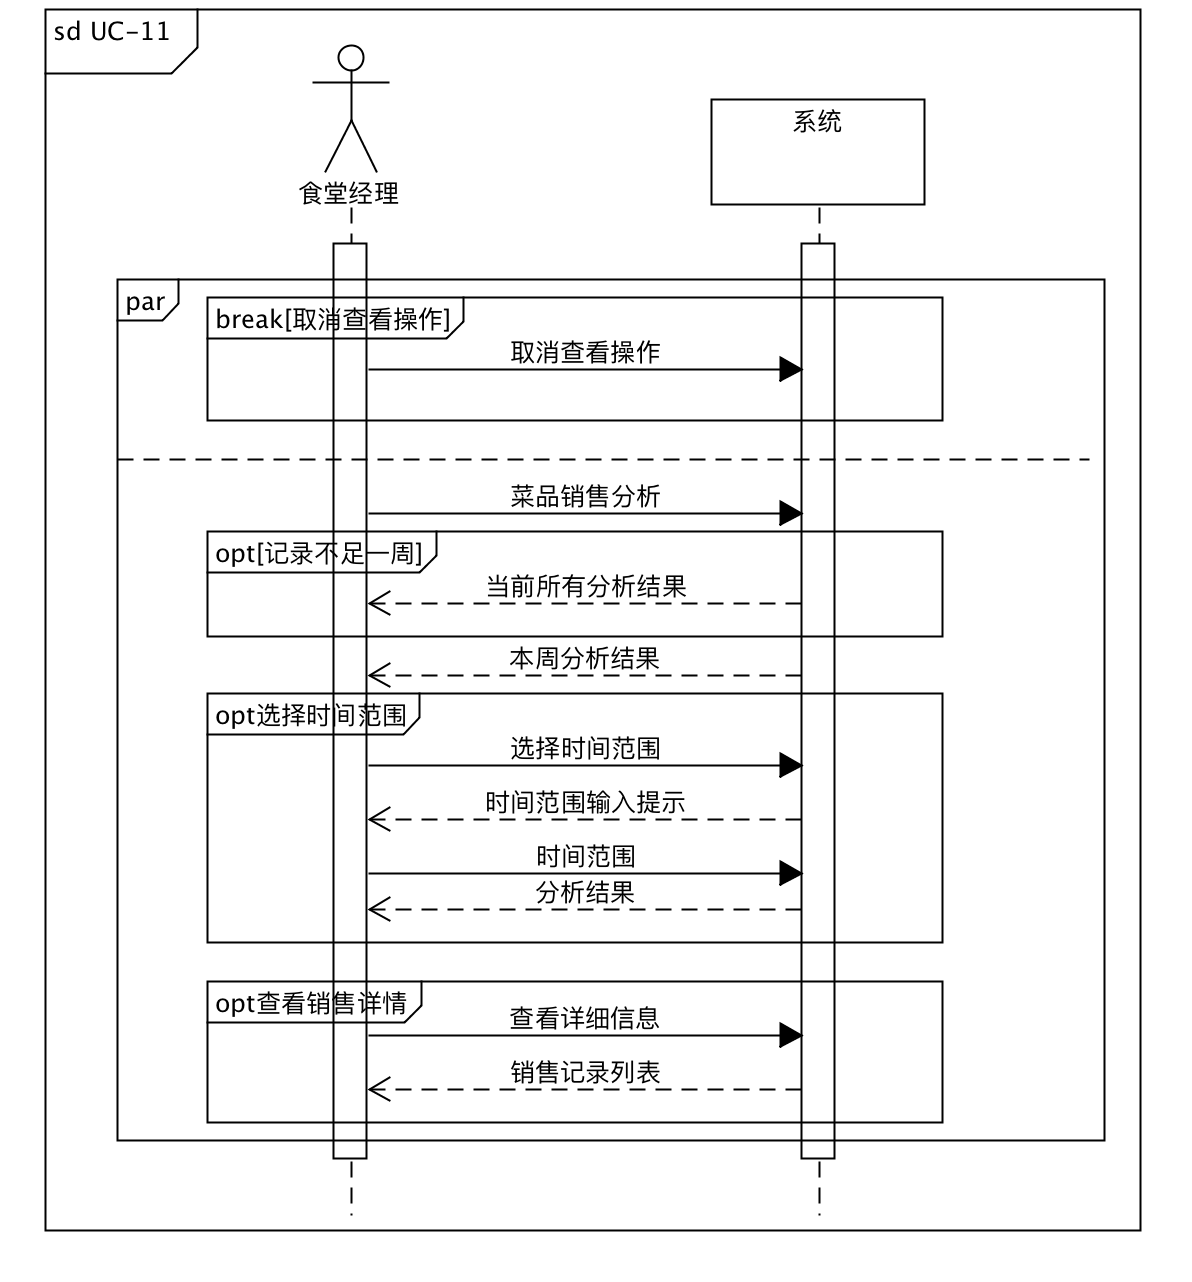 sd UC-11
食堂经理
系统
par
break[取消查看操作]
取消查看操作
菜品销售分析
opt[记录不足一周]
当前所有分析结果
本周分析结果
opt选择时间范围
选择时间范围
时间范围输入提示
时间范围
分析结果
opt查看销售详情
查看详细信息
销售记录列表